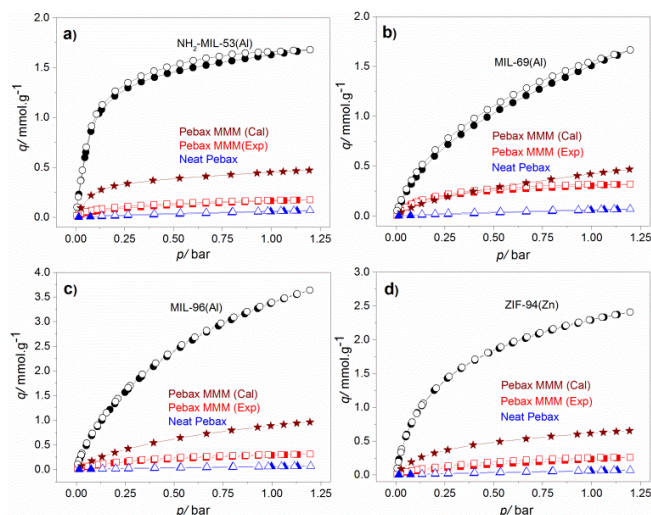 a)
NH2-MIL-53(Al)
Pebax MMM (Cal)
Pebax MMM(Exp)
Neat Pebax
q/ mmol.g-1
2.0
1.5
1.0
0.5
0.0
0.00 0.25 0.50 0.75 1.00 1.25
p/ bar
b)
MIL-69(Al)
Pebax MMM (Cal)
Pebax MMM (Exp)
Neat Pebax
q/ mmol.g-1
2.0
1.5
1.0
0.5
0.0
0.00 0.25 0.50 0.75 1.00 1.25
p/ bar
c)
MIL-96(Al)
Pebax MMM (Cal)
Pebax MMM (Exp)
Neat Pebax
q/ mmol.g-1
4.0
3.5
3.0
2.5
2.0
1.5
1.0
0.5
0.0
0.00 0.25 0.50 0.75 1.00 1.25
p/ bar
d)
ZIF-94(Zn)
Pebax MMM (Cal)
Pebax MMM (Exp)
Neat Pebax
q/ mmol.g-1
3.0
2.5
2.0
1.5
1.0
0.5
0.0
0.00 0.25 0.50 0.75 1.00 1.25
p/ bar